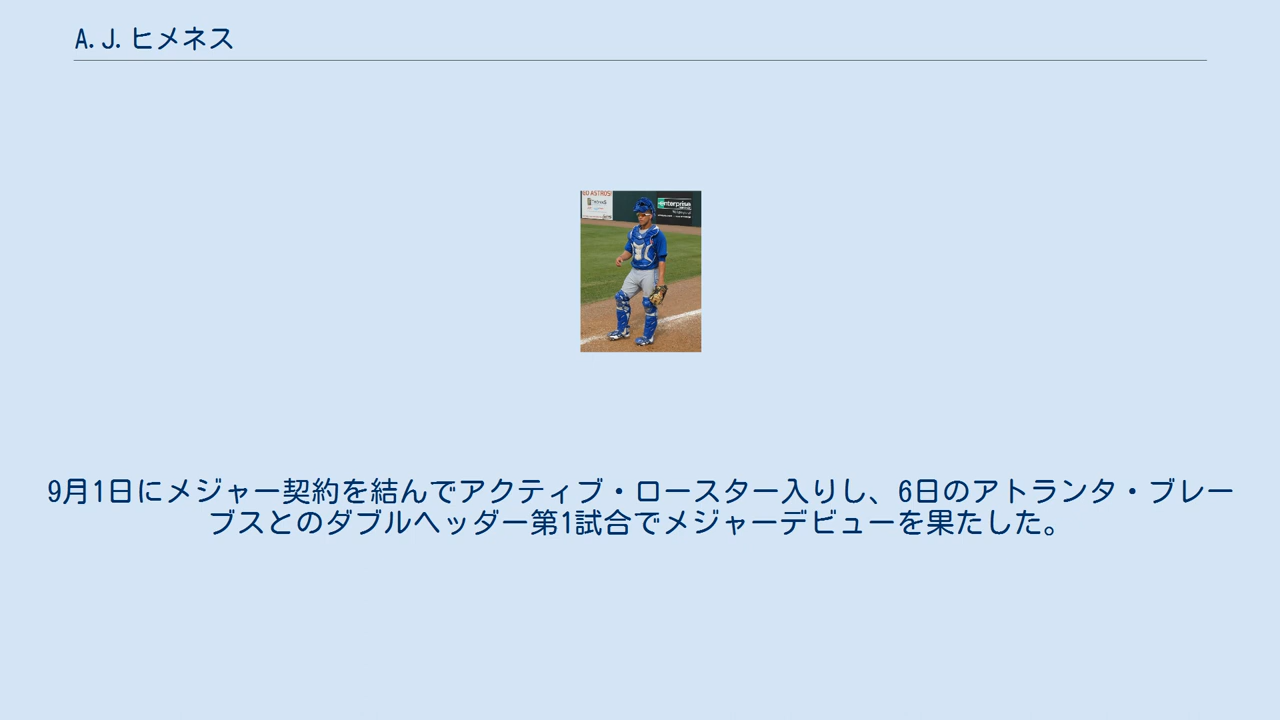 A.J.ヒメネス
ED ASTROS!
enterprise
9月1日にメジャー契約を結んでアクティブ・ロースター入りし、6日のアトランタ・ブレー
ブスとのダブルヘッダー第1試合でメジャーデビューを果たした。